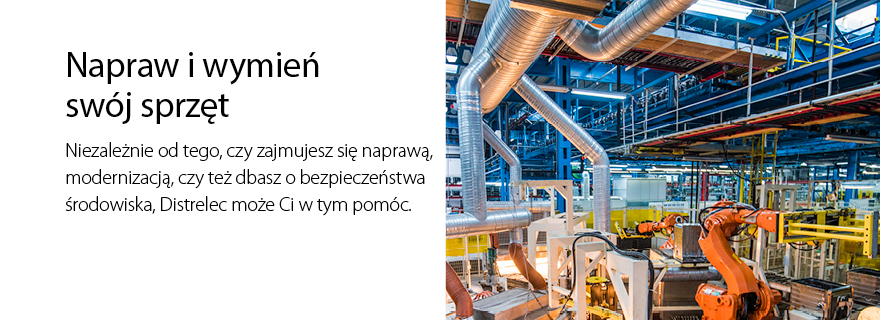 Napraw i wymień
swój sprzęt
Niezależnie od tego, czy zajmujesz się naprawą,
modernizacją, czy też dbasz o bezpieczeństwa
środowiska, Distrelec może Ci w tym pomóc.